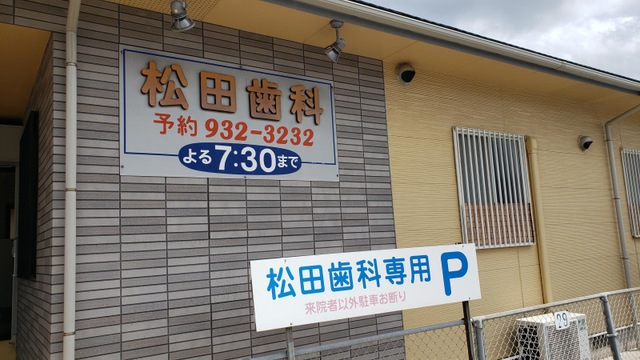 松田歯科
予約 932-3232
よる7:30まで
松田歯科専用 P
来院者以外駐車お断り
29